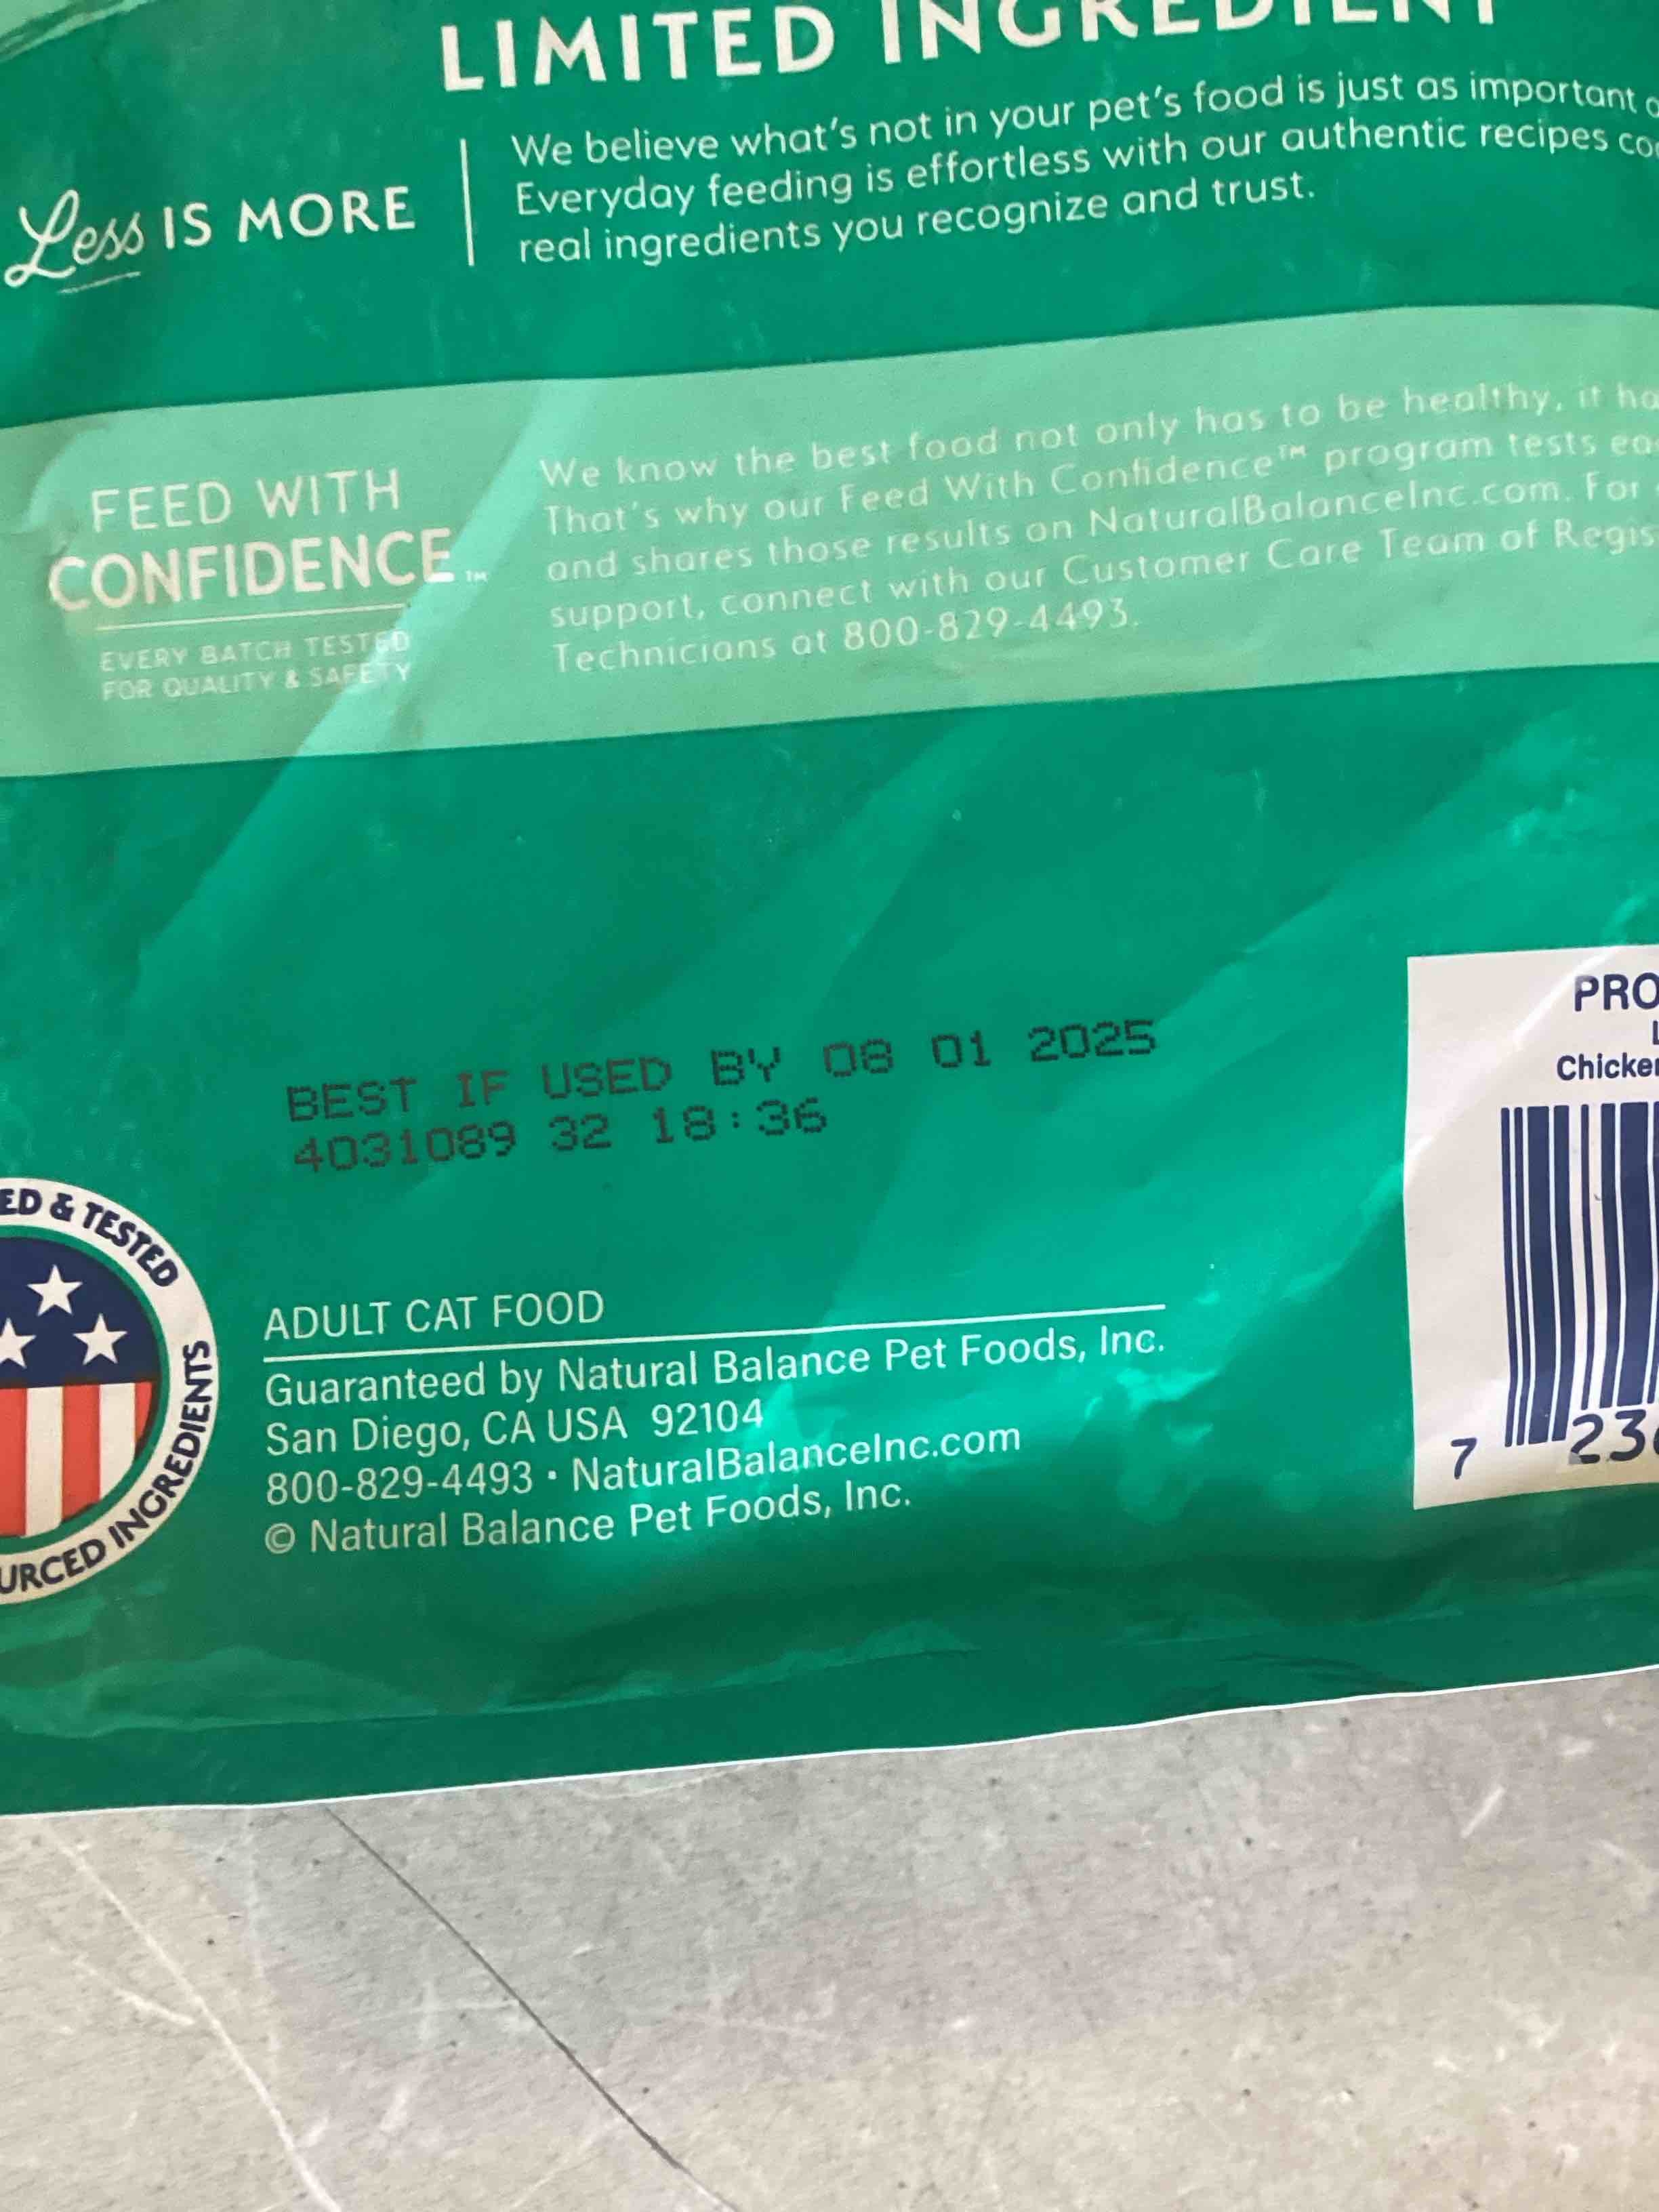 LIMITED INGREDIENT
Less IS MORE
We believe what's not in your pet's food is just as important
Everyday feeding is effortless with our authentic recipes
real ingredients you recognize and trust.
FEED WITH
CONFIDENCE™
EVERY BATCH TESTED
FOR QUALITY & SAFETY
We know the best food not only has to be healthy, it
That's why our Feed With Confidence™ program tests
and shares those results on NaturalBalanceInc.com. For
support, connect with our Customer Care Team of
Technicians at 800-829-4493.
BEST IF USED BY 08 01 2025
4031089 32 18:36
& TESTED
INGREDIENTS
ADULT CAT FOOD
Guaranteed by Natural Balance Pet Foods, Inc.
San Diego, CA USA 92104
800-829-4493 • NaturalBalanceInc.com
© Natural Balance Pet Foods, Inc.
PRO
L
Chicken
7 23